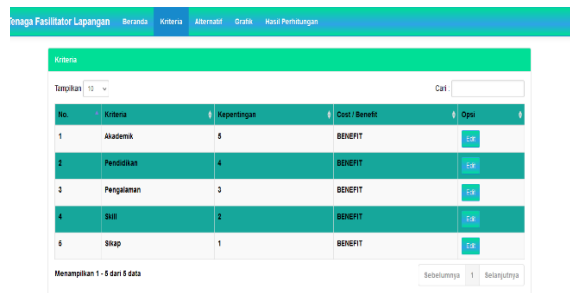 Tenaga Fasilitator Lapangan Beranda Kriteria Alternatif Grafik Hasil Perhitungan
Kriteria
Tampilkan 10 Cari :
No. Kriteria Kepentingan Cost / Benefit Opsi
1 Akademik 5 BENEFIT Edit
2 Pendidikan 4 BENEFIT Edit
3 Pengalaman 3 BENEFIT Edit
4 Skill 2 BENEFIT Edit
5 Sikap 1 BENEFIT Edit
Menampilkan 1 - 5 dari 5 data Sebelumnya 1 Selanjutnya